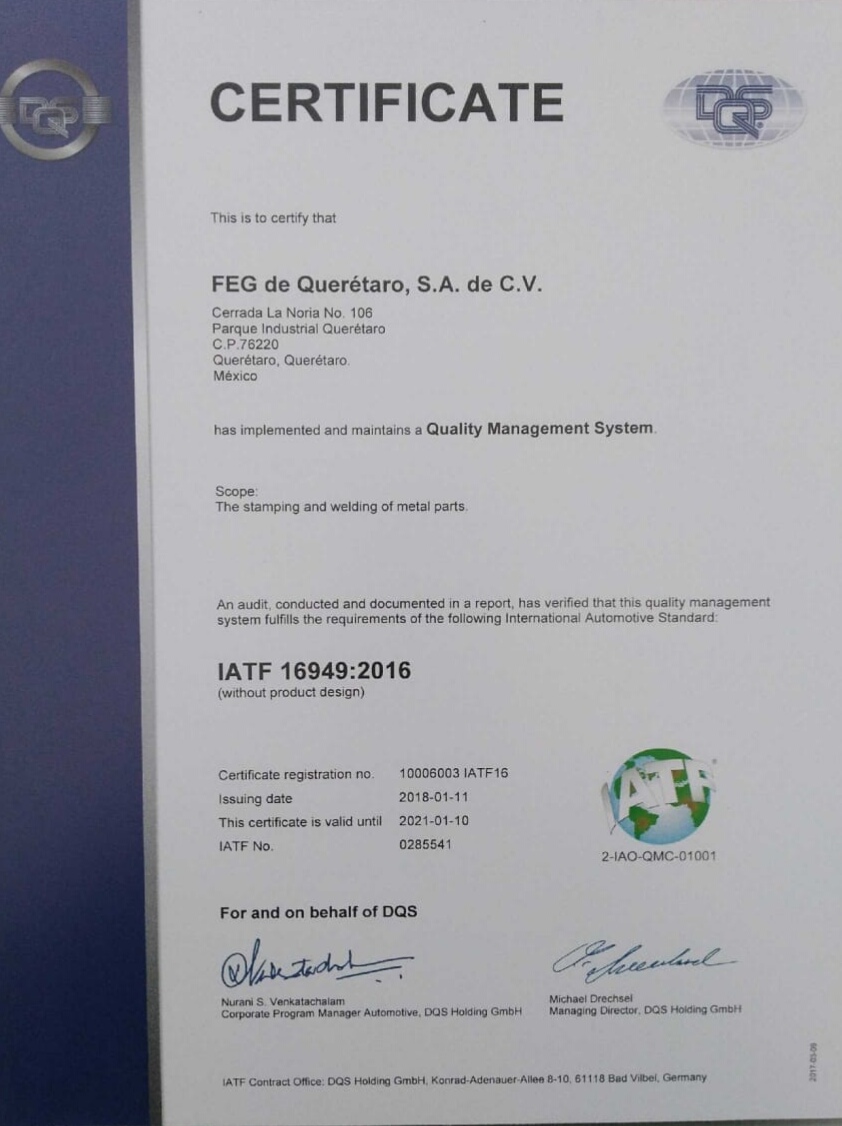 DQS
CERTIFICATE
DQS
This is to certify that
FEG de Querétaro, S.A. de C.V.
Cerrada La Noria No. 106
Parque Industrial Querétaro
C.P.76220
Querétaro, Querétaro.
México
has implemented and maintains a Quality Management System.
Scope:
The stamping and welding of metal parts.
An audit, conducted and documented in a report, has verified that this quality management
system fulfills the requirements of the following International Automotive Standard:
IATF 16949:2016
(without product design)
Certificate registration no. 10006003 IATF16
Issuing date 2018-01-11
This certificate is valid until 2021-01-10
IATF No. 0285541
IATF
2-IAO-QMC-01001
For and on behalf of DQS
Nurani S. Venkatachalam
Corporate Program Manager Automotive, DQS Holding GmbH
Michael Drechsel
Managing Director, DQS Holding GmbH
IATF Contract Office: DQS Holding GmbH, Konrad-Adenauer-Allee 8-10, 61118 Bad Vilbel, Germany